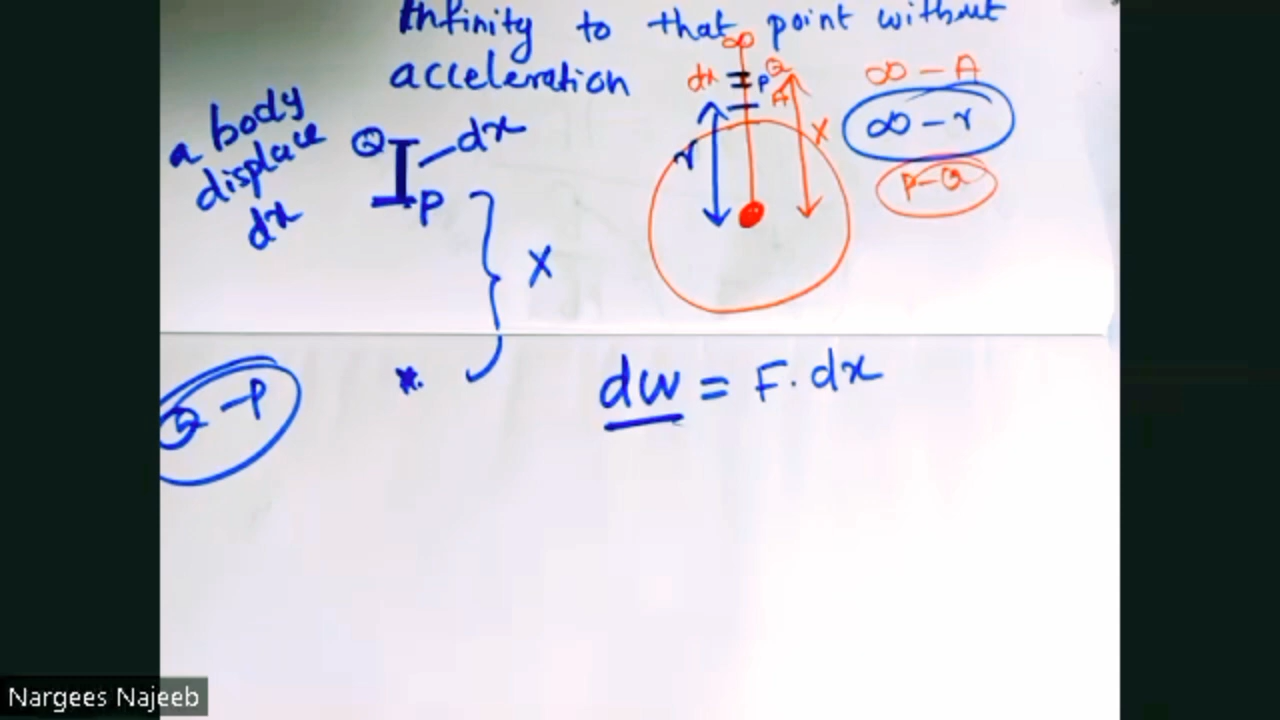 Infinity to that point without
acceleration
∞
dx
Q
P
A
r
x
∞ - A
∞ - r
P - Q
a body
displace
dx
Q
dx
P
x
Q - P
*.
dw = F. dx
Nargees Najeeb